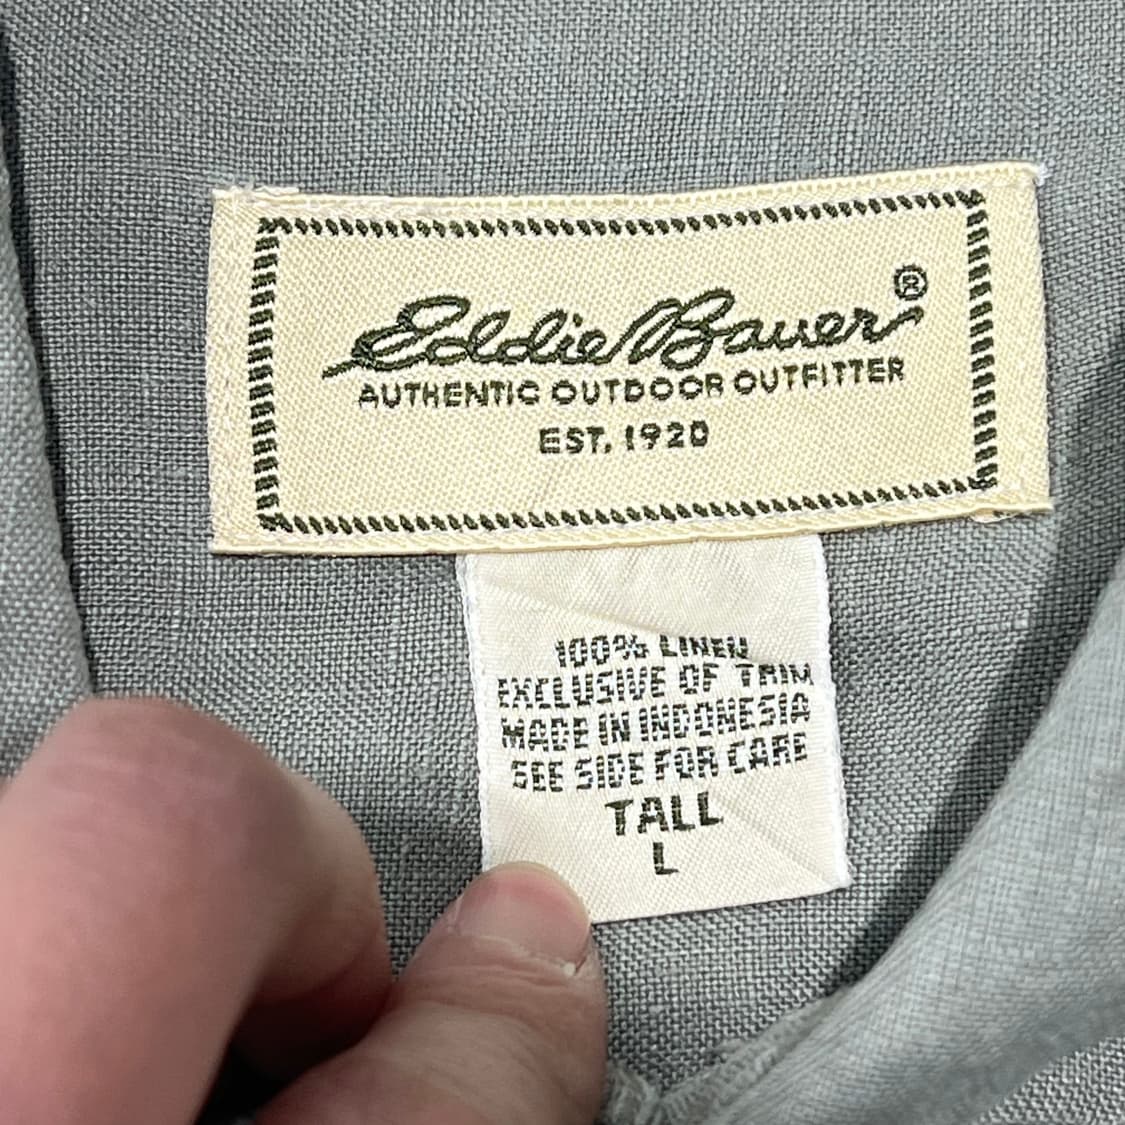 Eddie Bauer®
AUTHENTIC OUTDOOR OUTFITTER
EST. 1920
100% LINEN
EXCLUSIVE OF TRIM
MADE IN INDONESIA
SEE SIDE FOR CARE
TALL
L